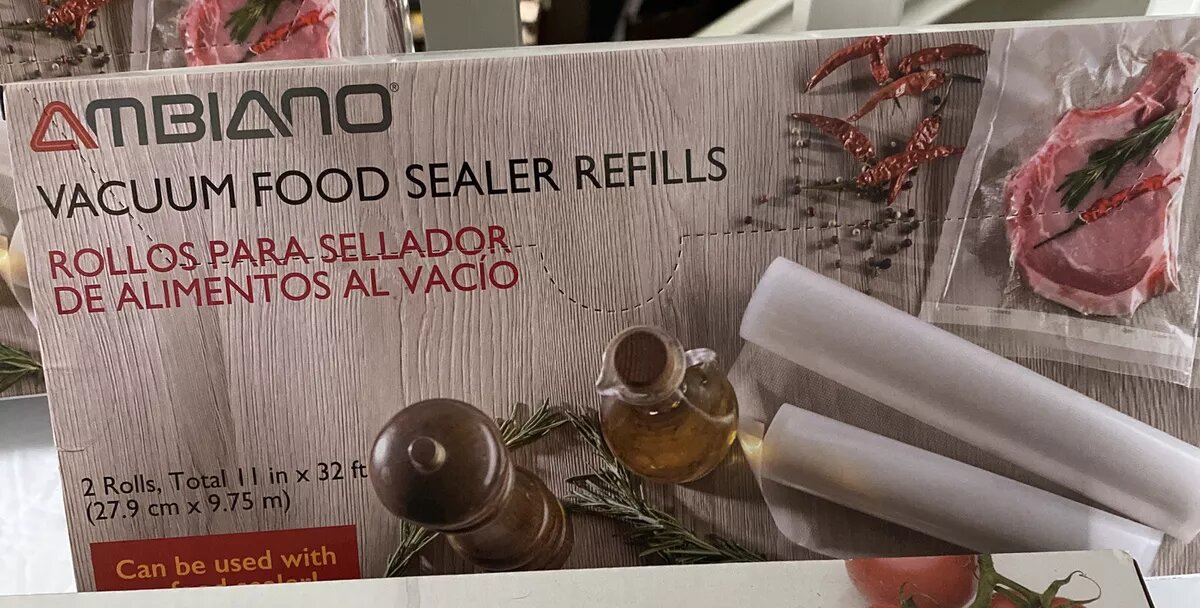 AMBIANO®
VACUUM FOOD SEALER REFILLS
ROLLOS PARA SELLADOR
DE ALIMENTOS AL VACÍO
2 Rolls, Total 11 in x 32 ft
(27.9 cm x 9.75 m)
Can be used with